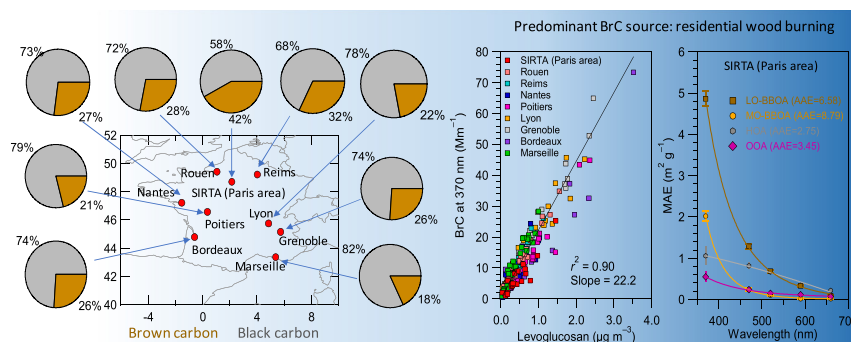 Predominant BrC source: residential wood burning
73%
27%
72%
28%
58%
42%
68%
32%
78%
22%
79%
21%
74%
26%
74%
26%
82%
18%
52
50
48
46
44
42
40
-4
0
4
8
Rouen
Reims
SIRTA (Paris area)
Nantes
Poitiers
Lyon
Bordeaux
Grenoble
Marseille
Brown carbon
Black carbon
BrC at 370 nm (Mm⁻¹)
80
70
60
50
40
30
20
10
0
SIRTA (Paris area)
Rouen
Reims
Nantes
Poitiers
Lyon
Grenoble
Bordeaux
Marseille
r² = 0.90
Slope = 22.2
0.0
1.0
2.0
3.0
4.0
Levoglucosan (µg m⁻³)
MAE (m² g⁻¹)
6
5
4
3
2
1
0
SIRTA (Paris area)
OOA (AAE=3.45)
400
500
600
700
Wavelength (nm)